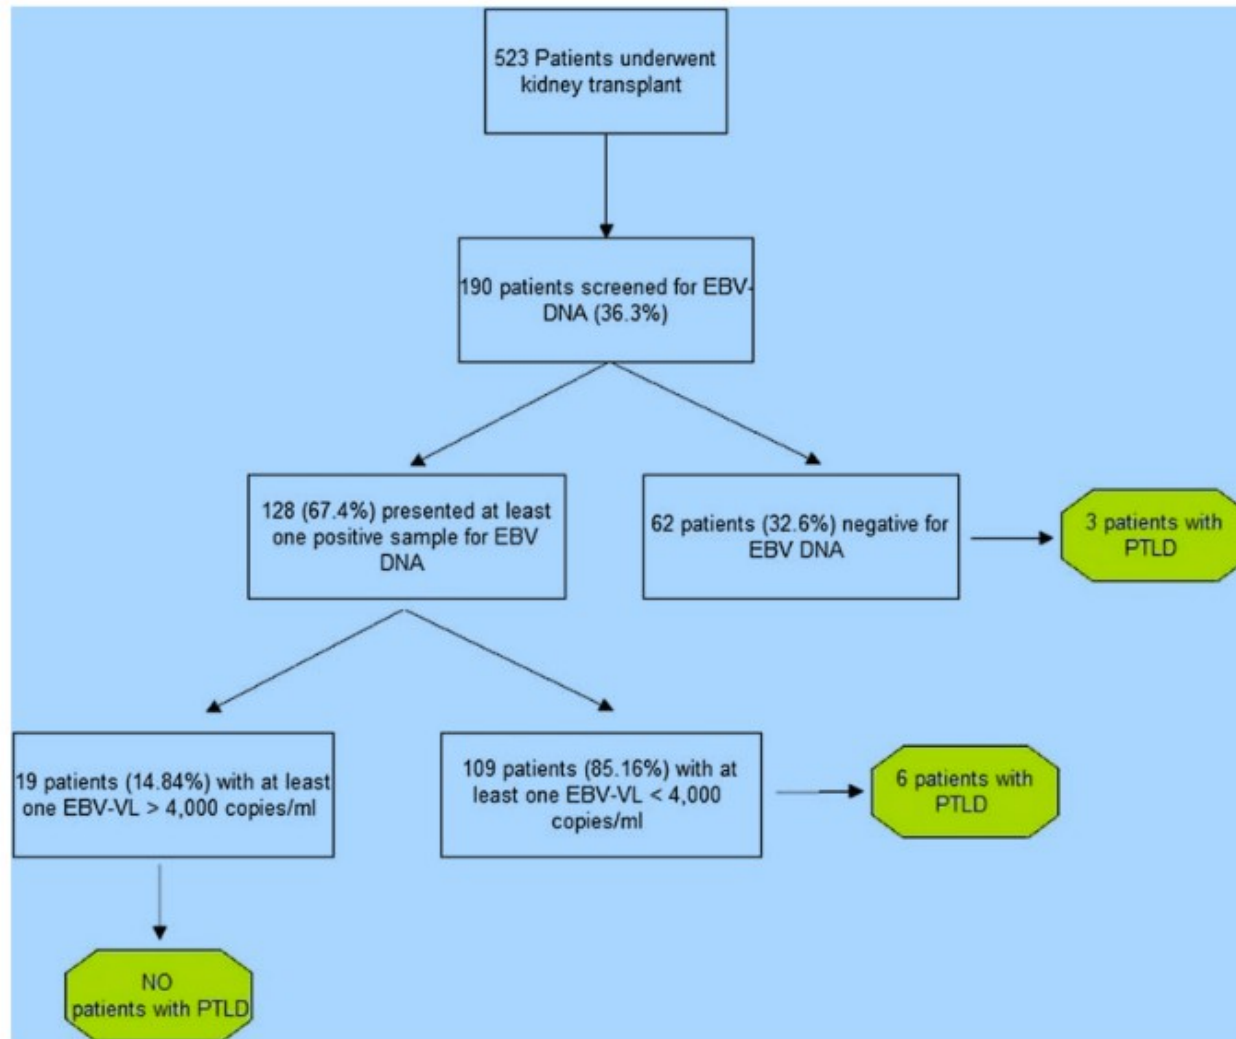 523 Patients underwent
kidney transplant
190 patients screened for EBV-
DNA (36.3%)
128 (67.4%) presented at least
one positive sample for EBV
DNA
62 patients (32.6%) negative for
EBV DNA
3 patients with
PTLD
19 patients (14.84%) with at least
one EBV-VL > 4,000 copies/ml
109 patients (85.16%) with at
least one EBV-VL < 4,000
copies/ml
6 patients with
PTLD
NO
patients with PTLD